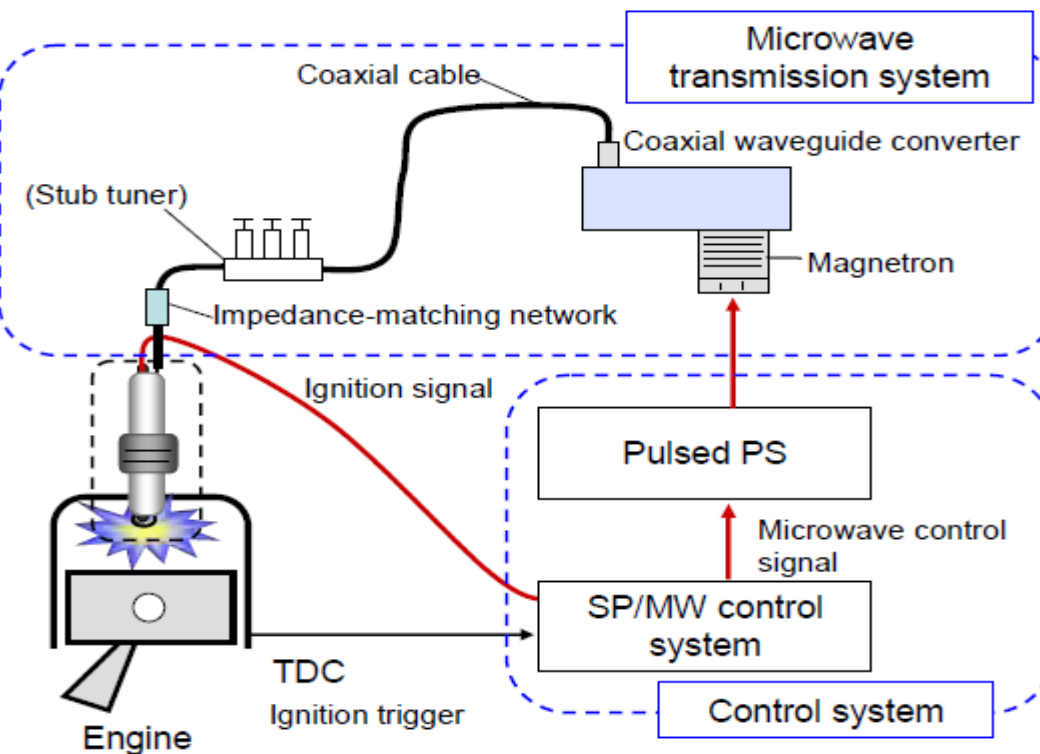 Microwave
transmission system
Coaxial cable
Coaxial waveguide converter
(Stub tuner)
Magnetron
Impedance-matching network
Ignition signal
Pulsed PS
Microwave control
signal
SP/MW control
system
TDC
Ignition trigger
Control system
Engine